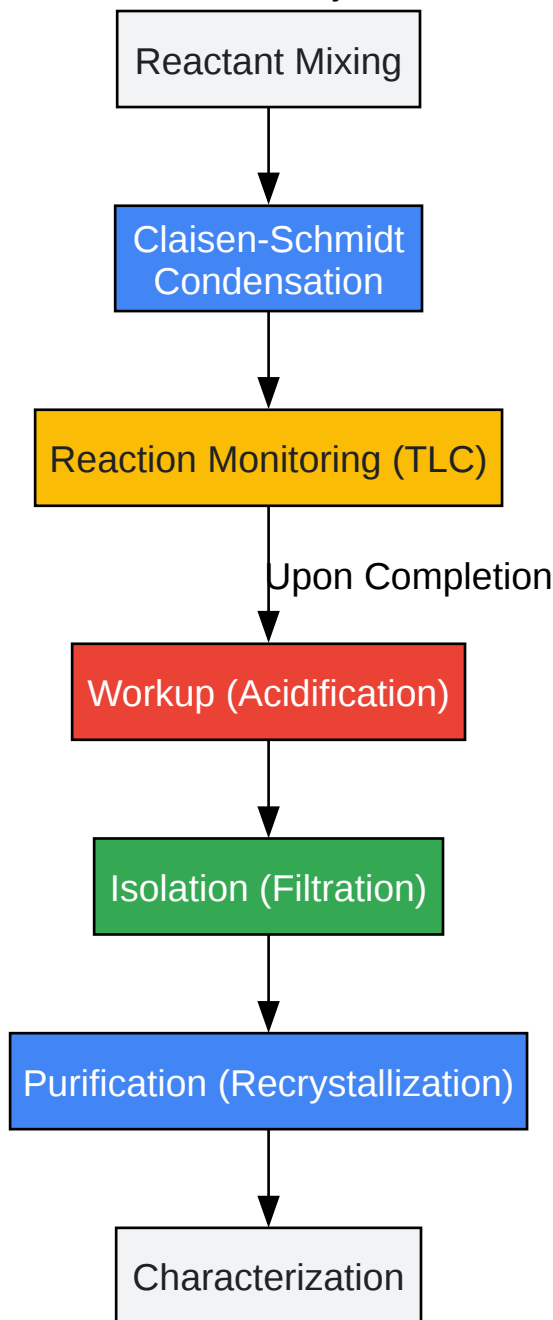 Reactant Mixing
Claisen-Schmidt
Condensation
Reaction Monitoring (TLC)
Upon Completion
Workup (Acidification)
Isolation (Filtration)
Purification (Recrystallization)
Characterization